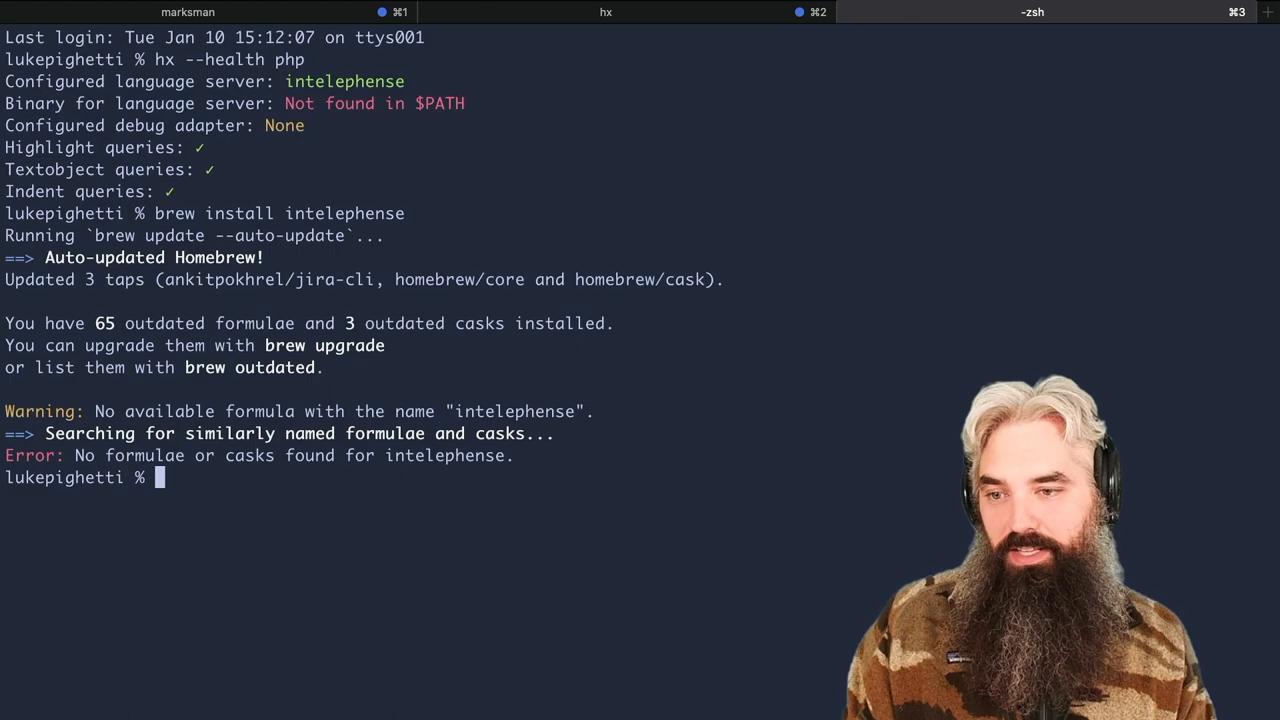 marksman ⌘1 hx ⌘2 -zsh ⌘3 +
Last login: Tue Jan 10 15:12:07 on ttys001
lukepighetti % hx --health php
Configured language server: intelephense
Binary for language server: Not found in $PATH
Configured debug adapter: None
Highlight queries: ✓
Textobject queries: ✓
Indent queries: ✓
lukepighetti % brew install intelephense
Running `brew update --auto-update`...
==> Auto-updated Homebrew!
Updated 3 taps (ankitpokhrel/jira-cli, homebrew/core and homebrew/cask).
You have 65 outdated formulae and 3 outdated casks installed.
You can upgrade them with brew upgrade
or list them with brew outdated.
Warning: No available formula with the name "intelephense".
==> Searching for similarly named formulae and casks...
Error: No formulae or casks found for intelephense.
lukepighetti %